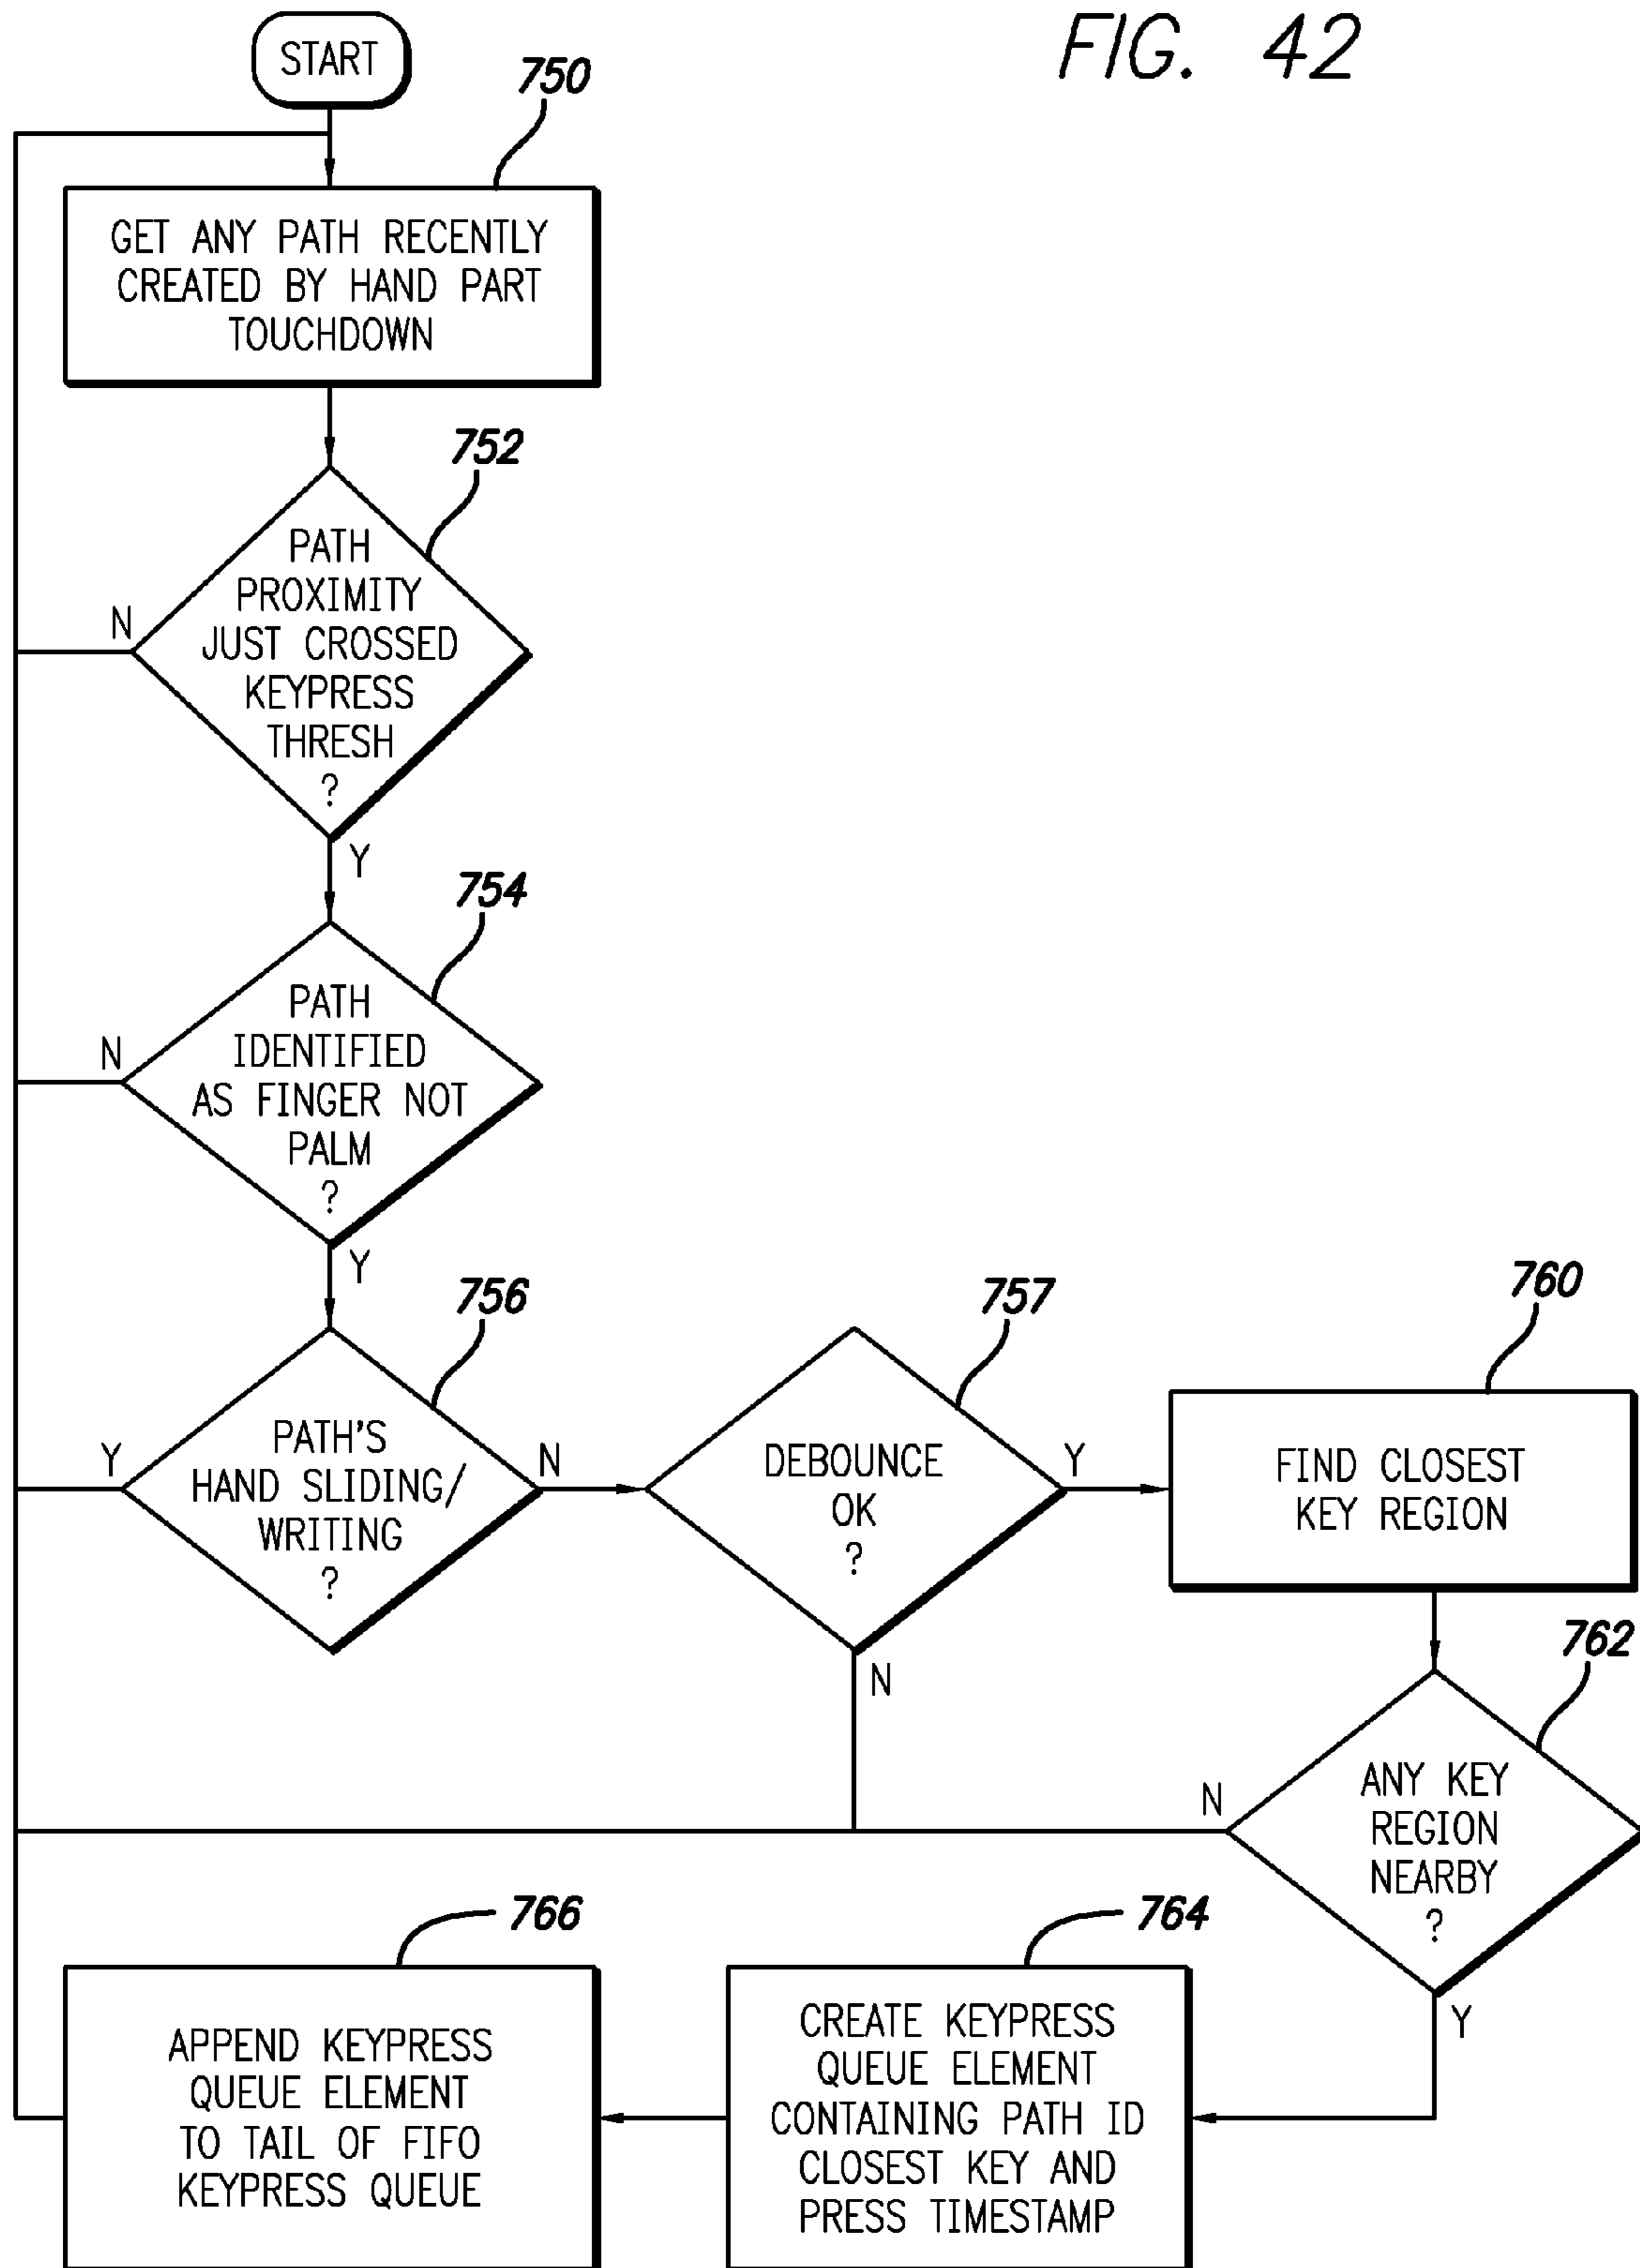 FIG. 42
START
750
GET ANY PATH RECENTLY
CREATED BY HAND PART
TOUCHDOWN
752
PATH
PROXIMITY
JUST CROSSED
KEYPRESS
THRESH
?
N
Y
754
PATH
IDENTIFIED
AS FINGER NOT
PALM
?
N
Y
756
PATH'S
HAND SLIDING/
WRITING
?
Y
N
757
DEBOUNCE
OK
?
Y
N
760
FIND CLOSEST
KEY REGION
762
ANY KEY
REGION
NEARBY
?
N
Y
764
CREATE KEYPRESS
QUEUE ELEMENT
CONTAINING PATH ID
CLOSEST KEY AND
PRESS TIMESTAMP
766
APPEND KEYPRESS
QUEUE ELEMENT
TO TAIL OF FIFO
KEYPRESS QUEUE